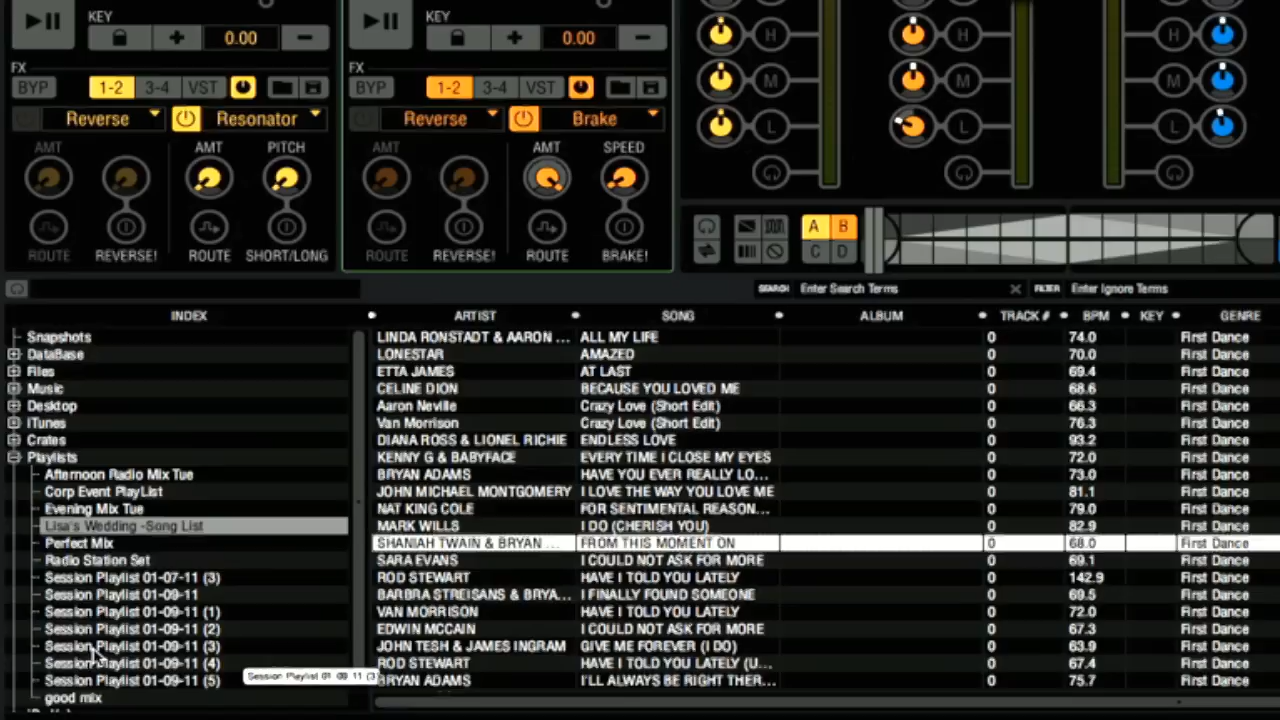 KEY
0.00
KEY
0.00
H
H
H
M
M
M
L
L
L
FX
BYP 1-2 3-4 VST
FX
BYP 1-2 3-4 VST
Reverse Resonator
Reverse Brake
AMT AMT PITCH
AMT AMT SPEED
ROUTE REVERSE! ROUTE SHORT/LONG
ROUTE REVERSE! ROUTE BRAKE!
A B
C D
SEARCH Enter Search Terms FILTER Enter Ignore Terms
INDEX ARTIST SONG ALBUM TRACK # BPM KEY GENRE
Snapshots
DataBase
Files
Music
Desktop
iTunes
Crates
Playlists
Afternoon Radio Mix Tue
Corp Event PlayList
Evening Mix Tue
Lisa's Wedding -Song List
Perfect Mix
Radio Station Set
Session Playlist 01-07-11 (3)
Session Playlist 01-09-11
Session Playlist 01-09-11 (1)
Session Playlist 01-09-11 (2)
Session Playlist 01-09-11 (3)
Session Playlist 01-09-11 (4)
Session Playlist 01-09-11 (5)
good mix
Session Playlist 01-09-11 (3)
LINDA RONSTADT & AARON ... ALL MY LIFE 0 74.0 First Dance
LONESTAR AMAZED 0 70.0 First Dance
ETTA JAMES AT LAST 0 69.4 First Dance
CELINE DION BECAUSE YOU LOVED ME 0 68.6 First Dance
Aaron Neville Crazy Love (Short Edit) 0 66.3 First Dance
Van Morrison Crazy Love (Short Edit) 0 76.3 First Dance
DIANA ROSS & LIONEL RICHIE ENDLESS LOVE 0 93.2 First Dance
KENNY G & BABYFACE EVERY TIME I CLOSE MY EYES 0 72.0 First Dance
BRYAN ADAMS HAVE YOU EVER REALLY LO... 0 73.0 First Dance
JOHN MICHAEL MONTGOMERY I LOVE THE WAY YOU LOVE ME 0 81.1 First Dance
NAT KING COLE FOR SENTIMENTAL REASON... 0 79.0 First Dance
MARK WILLS I DO (CHERISH YOU) 0 82.9 First Dance
SHANIAH TWAIN & BRYAN ... FROM THIS MOMENT ON 0 68.0 First Dance
SARA EVANS I COULD NOT ASK FOR MORE 0 69.1 First Dance
ROD STEWART HAVE I TOLD YOU LATELY 0 142.9 First Dance
BARBRA STREISANS & BRYA... I FINALLY FOUND SOMEONE 0 69.5 First Dance
VAN MORRISON HAVE I TOLD YOU LATELY 0 72.0 First Dance
EDWIN MCCAIN I COULD NOT ASK FOR MORE 0 67.3 First Dance
JOHN TESH & JAMES INGRAM GIVE ME FOREVER (I DO) 0 63.9 First Dance
ROD STEWART HAVE I TOLD YOU LATELY (U... 0 67.4 First Dance
BRYAN ADAMS I'LL ALWAYS BE RIGHT THER... 0 75.7 First Dance